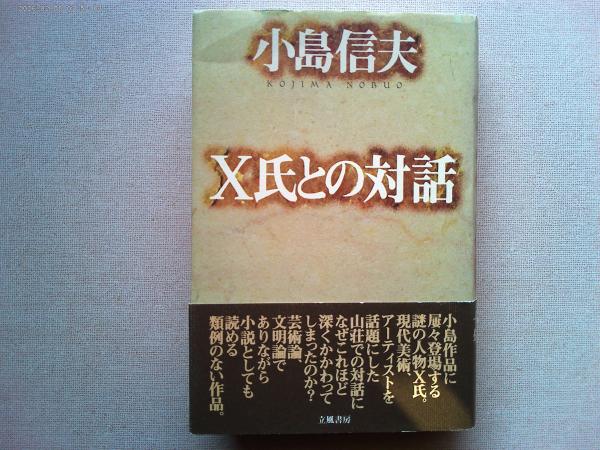 小島信夫
KOJIMA NOBUO
X氏との対話
小島作品に
屡々登場する
謎の人物X氏。
現代美術、
アーティストを
話題にした
山荘での対話に
なぜこれほど
深くかかわって
しまったのか?
芸術論
文明論で
ありながら
小説としても
読める
類例のない作品。
立風書房